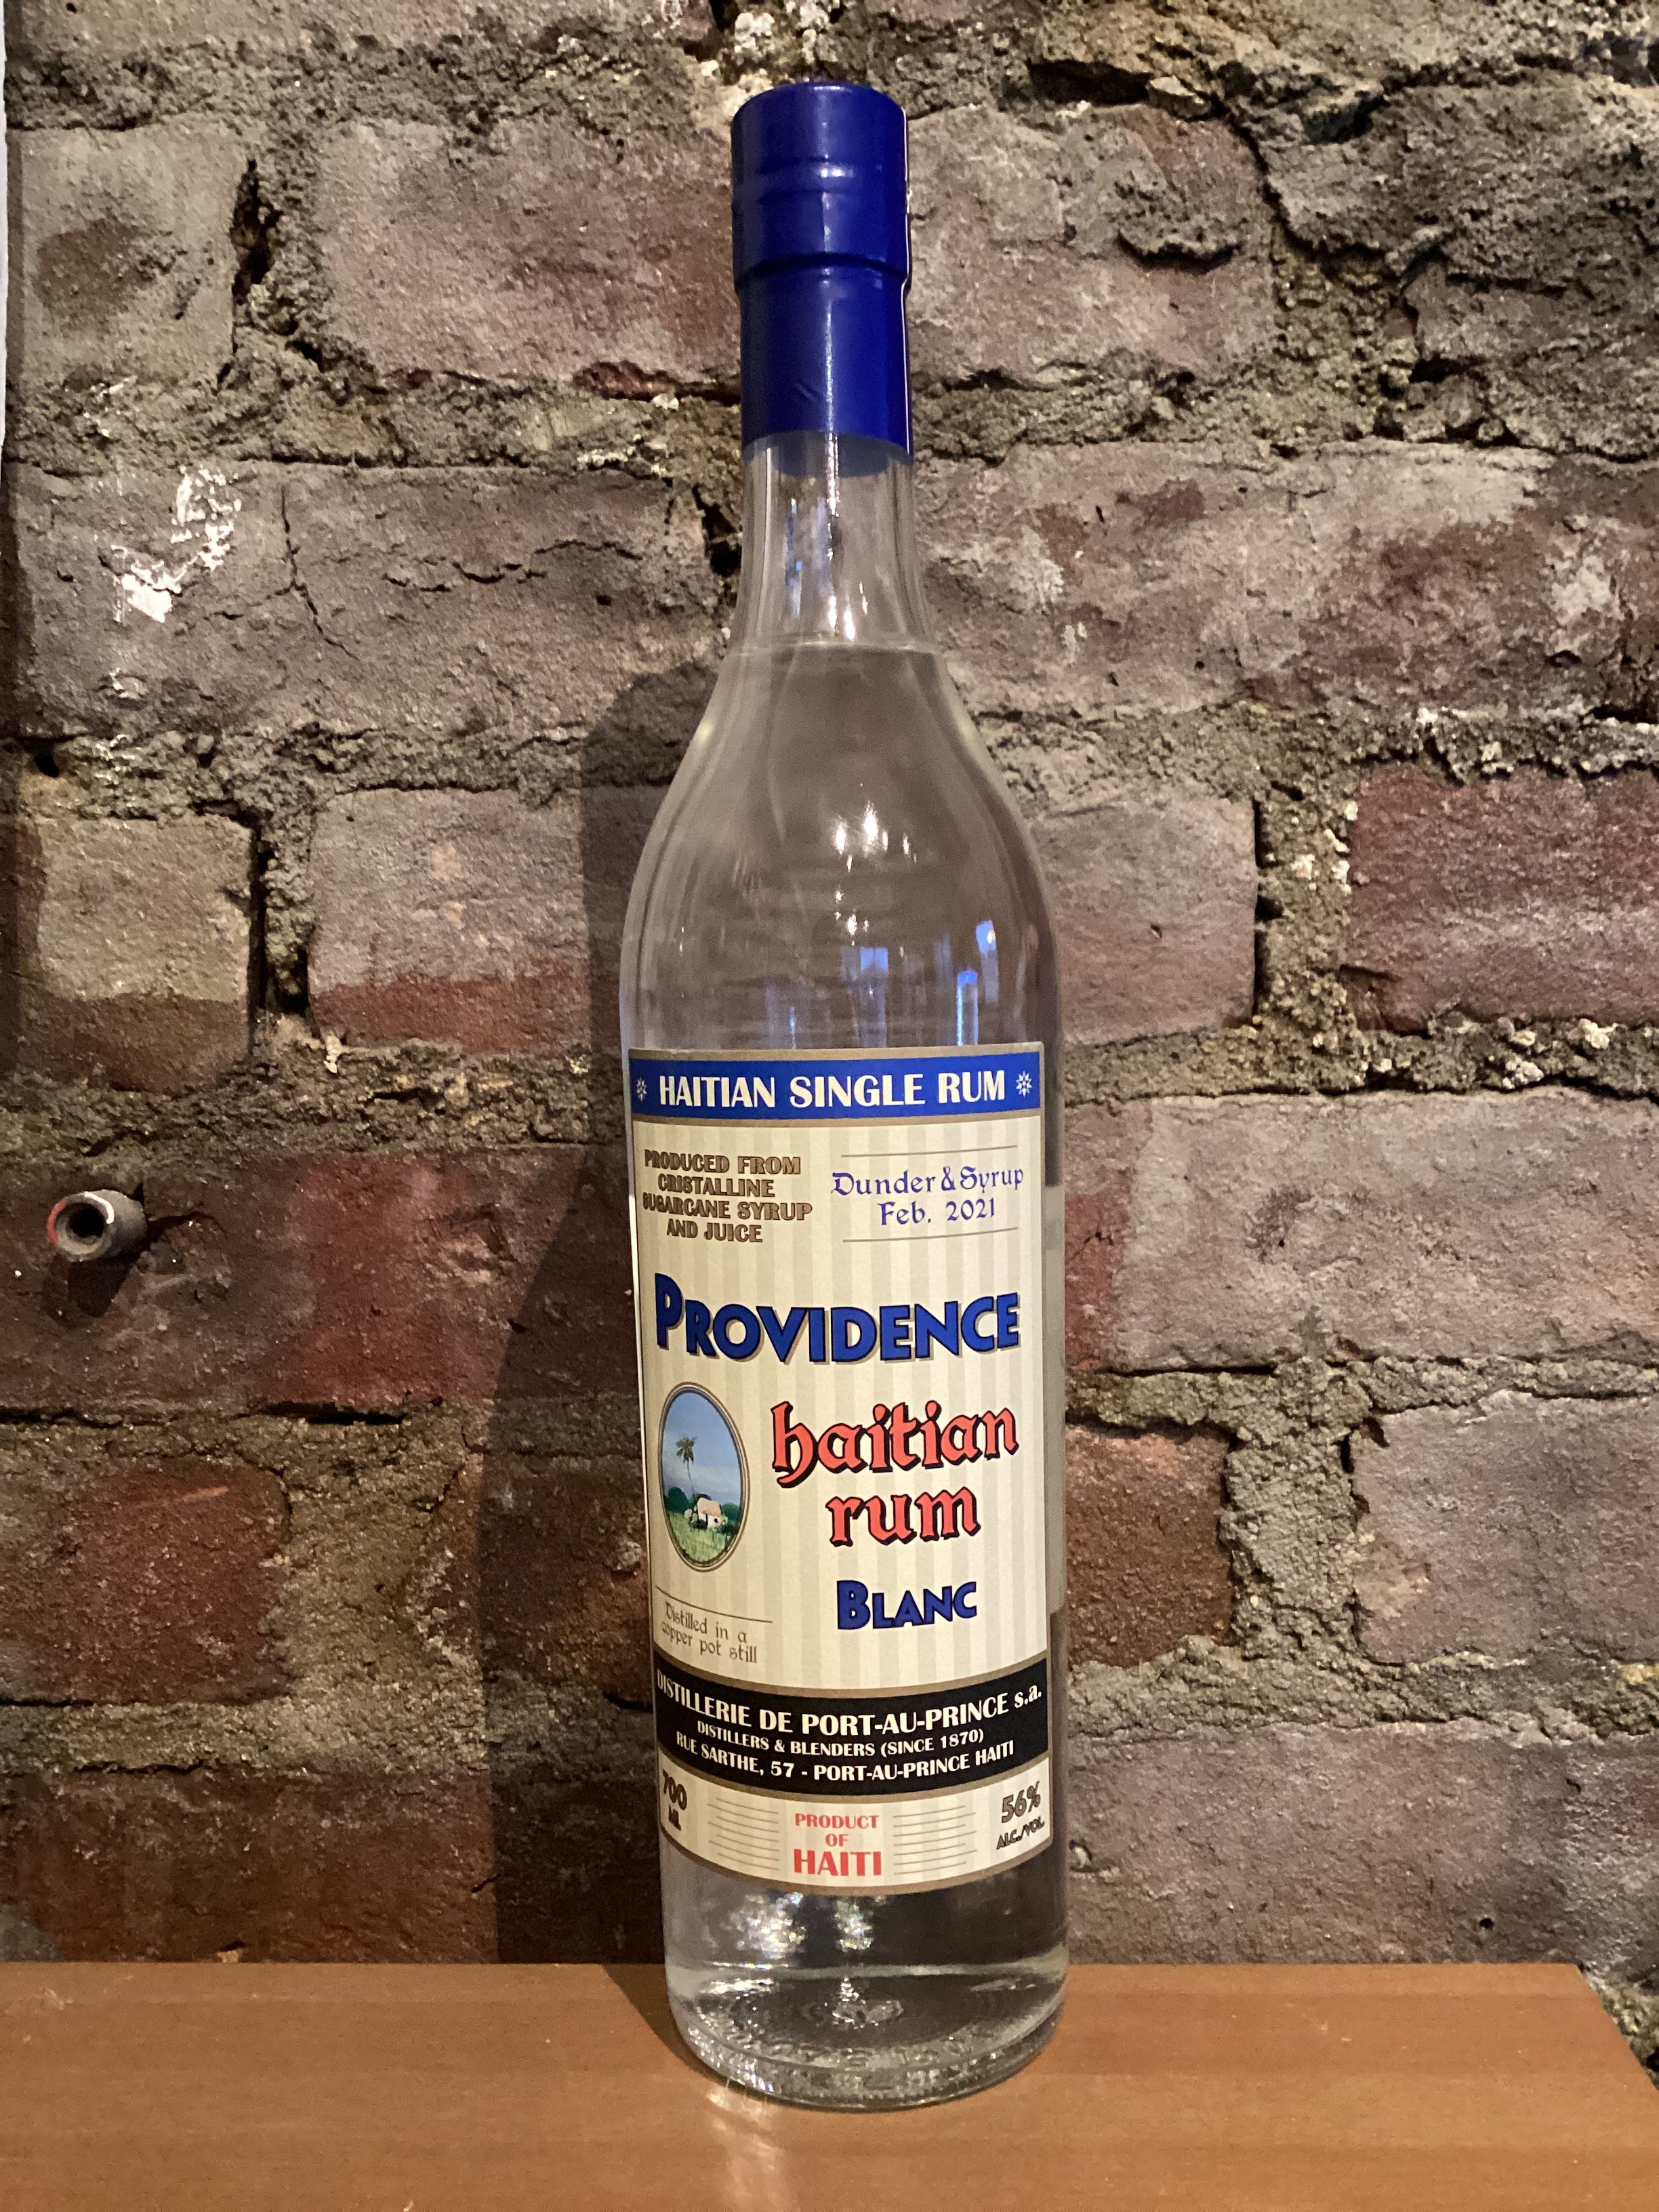 HAITIAN SINGLE RUM
PRODUCED FROM
CRISTALLINE
SUGARCANE SYRUP
AND JUICE
Dunder & Syrup
Feb. 2021
PROVIDENCE
haitian
rum
BLANC
Distilled in a
copper pot still
DISTILLERIE DE PORT-AU-PRINCE s.a.
DISTILLERS & BLENDERS (SINCE 1870)
RUE SARTHE, 57 - PORT-AU-PRINCE HAITI
700
ML
PRODUCT
OF
HAITI
56%
ALC./VOL